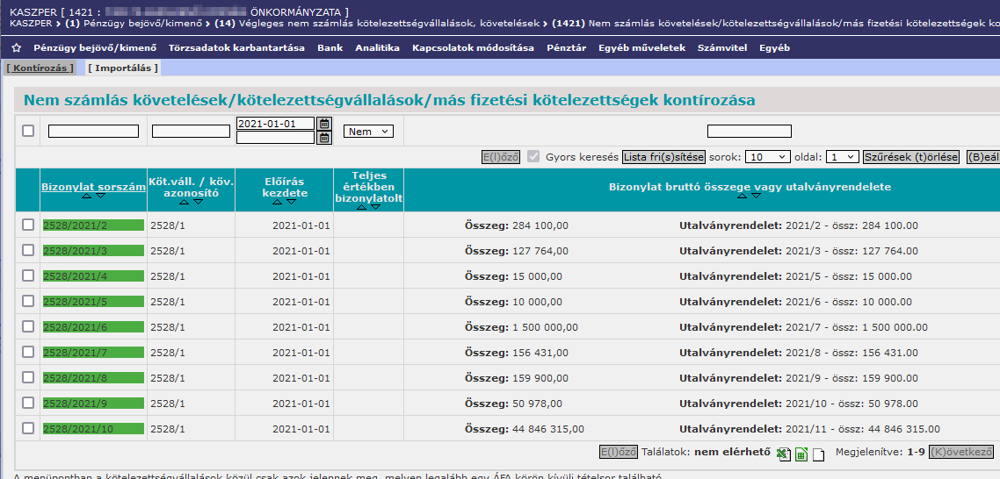 KASZPER [ 1421 : ÖNKORMÁNYZATA ]
KASZPER > (1) Pénzügy bejövő/kimenő > (14) Végleges nem számlás kötelezettségvállalások, követelések > (1421) Nem számlás követelések/kötelezettségvállalások/más fizetési kötelezettségek
Pénzügy bejövő/kimenő Törzsadatok karbantartása Bank Analitika Kapcsolatok módosítása Pénztár Egyéb műveletek Számvitel Egyéb
[ Kontírozás ] [ Importálás ]
Nem számlás követelések/kötelezettségvállalások/más fizetési kötelezettségek kontírozása
2021-01-01 Nem
E(l)őző Gyors keresés Lista fri(s)sítése sorok: 10 oldal: 1 Szűrések (t)örlése (B)eál
Bizonylat sorszám Köt.váll. / köv. azonosító Előírás kezdete Teljes értékben bizonylatolt Bizonylat bruttó összege vagy utalványrendelete
2528/2021/2 2528/1 2021-01-01 Összeg: 284 100,00 Utalványrendelet: 2021/2 - össz: 284 100.00
2528/2021/3 2528/1 2021-01-01 Összeg: 127 764,00 Utalványrendelet: 2021/3 - össz: 127 764.00
2528/2021/4 2528/1 2021-01-01 Összeg: 15 000,00 Utalványrendelet: 2021/5 - össz: 15 000.00
2528/2021/5 2528/1 2021-01-01 Összeg: 10 000,00 Utalványrendelet: 2021/6 - össz: 10 000.00
2528/2021/6 2528/1 2021-01-01 Összeg: 1 500 000,00 Utalványrendelet: 2021/7 - össz: 1 500 000.00
2528/2021/7 2528/1 2021-01-01 Összeg: 156 431,00 Utalványrendelet: 2021/8 - össz: 156 431.00
2528/2021/8 2528/1 2021-01-01 Összeg: 159 900,00 Utalványrendelet: 2021/9 - össz: 159 900.00
2528/2021/9 2528/1 2021-01-01 Összeg: 50 978,00 Utalványrendelet: 2021/10 - össz: 50 978.00
2528/2021/10 2528/1 2021-01-01 Összeg: 44 846 315,00 Utalványrendelet: 2021/11 - össz: 44 846 315.00
E(l)őző Találatok: nem elérhető Megjelenítve: 1-9 (K)övetkező
A menüpontban a kötelezettségvállalások közül csak azok jelennek meg, melyen legalább egy ÁFA körön kívüli tételsor található.